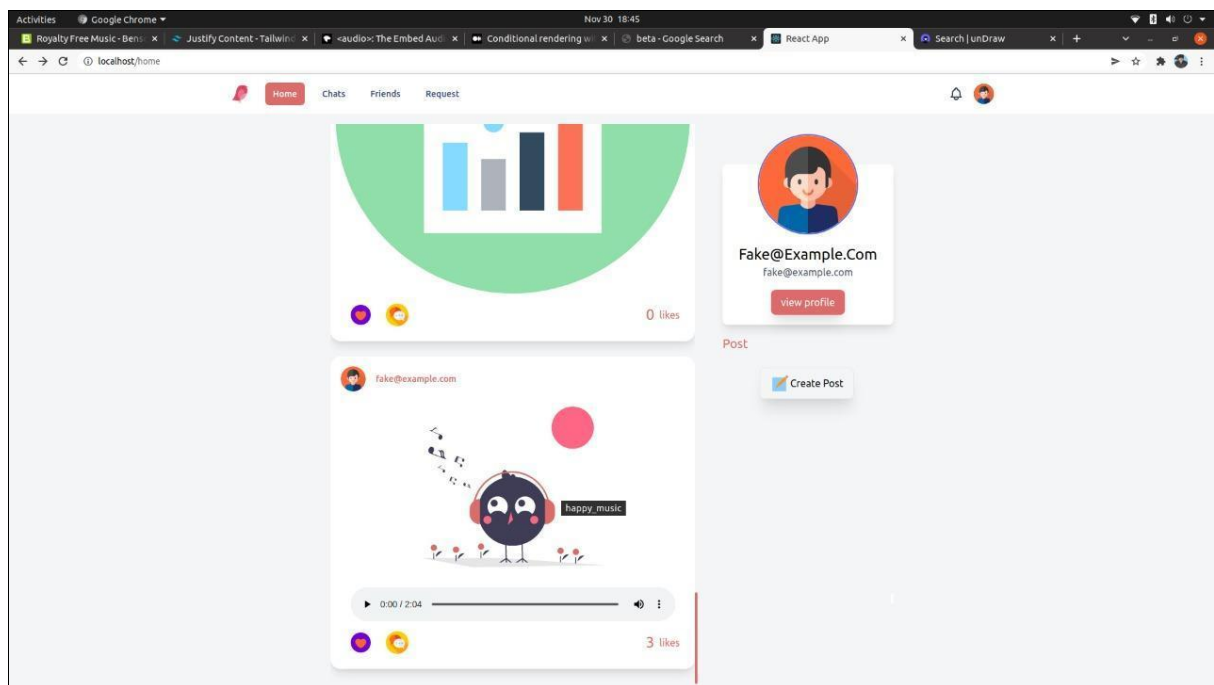 Activities Google Chrome Nov 30 18:45
Royalty Free Music - Bens Justify Content - Tailwind <audio>: The Embed Audi Conditional rendering wi beta - Google Search React App Search | unDraw
localhost/home
Home Chats Friends Request
0 likes
Fake@Example.Com
fake@example.com
view profile
Post
Create Post
fake@example.com
happy_music
0:00 / 2:04
3 likes